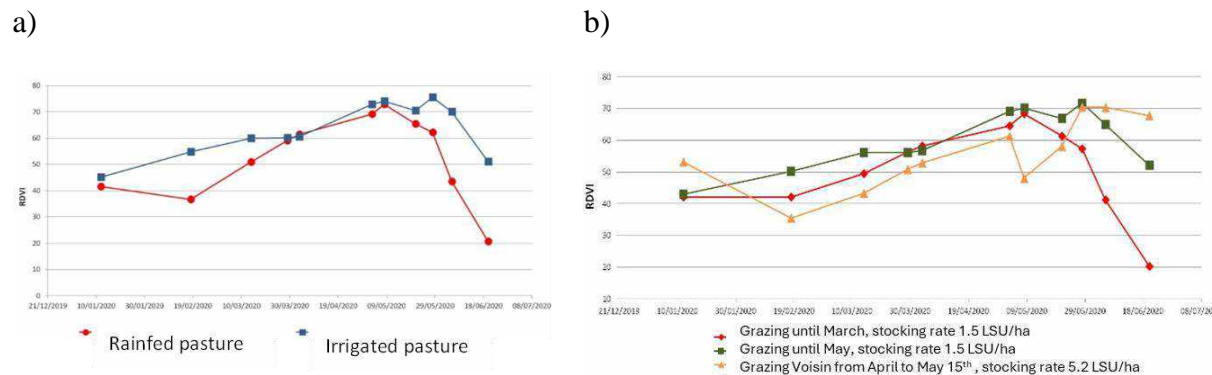 a)
b)
80
70
60
50
40
30
20
10
0
RDVI
21/12/2019 10/01/2020 30/01/2020 19/02/2020 10/03/2020 30/03/2020 19/04/2020 09/05/2020 29/05/2020 18/06/2020 08/07/2020
Rainfed pasture Irrigated pasture
80
70
60
50
40
30
20
10
RDVI
21/12/2019 10/01/2020 30/01/2020 19/02/2020 10/03/2020 30/03/2020 19/04/2020 09/05/2020 29/05/2020 18/06/2020 08/07/2020
Grazing until March, stocking rate 1.5 LSU/ha
Grazing until May, stocking rate 1.5 LSU/ha
Grazing Voisin from April to May 15th , stocking rate 5.2 LSU/ha